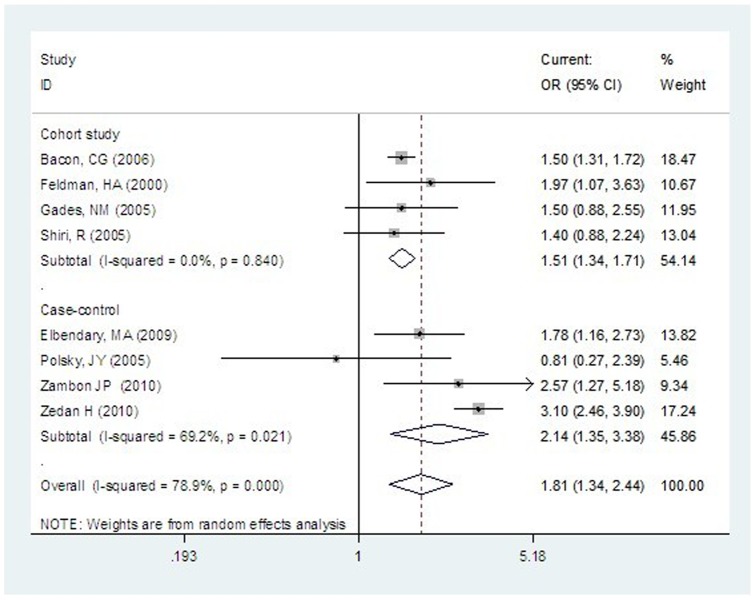 Study Current: %
ID OR (95% CI) Weight
Cohort study
Bacon, CG (2006) 1.50 (1.31, 1.72) 18.47
Feldman, HA (2000) 1.97 (1.07, 3.63) 10.67
Gades, NM (2005) 1.50 (0.88, 2.55) 11.95
Shiri, R (2005) 1.40 (0.88, 2.24) 13.04
Subtotal (I-squared = 0.0%, p = 0.840) 1.51 (1.34, 1.71) 54.14
.
Case-control
Elbendary, MA (2009) 1.78 (1.16, 2.73) 13.82
Polsky, JY (2005) 0.81 (0.27, 2.39) 5.46
Zambon JP (2010) 2.57 (1.27, 5.18) 9.34
Zedan H (2010) 3.10 (2.46, 3.90) 17.24
Subtotal (I-squared = 69.2%, p = 0.021) 2.14 (1.35, 3.38) 45.86
.
Overall (I-squared = 78.9%, p = 0.000) 1.81 (1.34, 2.44) 100.00
NOTE: Weights are from random effects analysis
.193 1 5.18